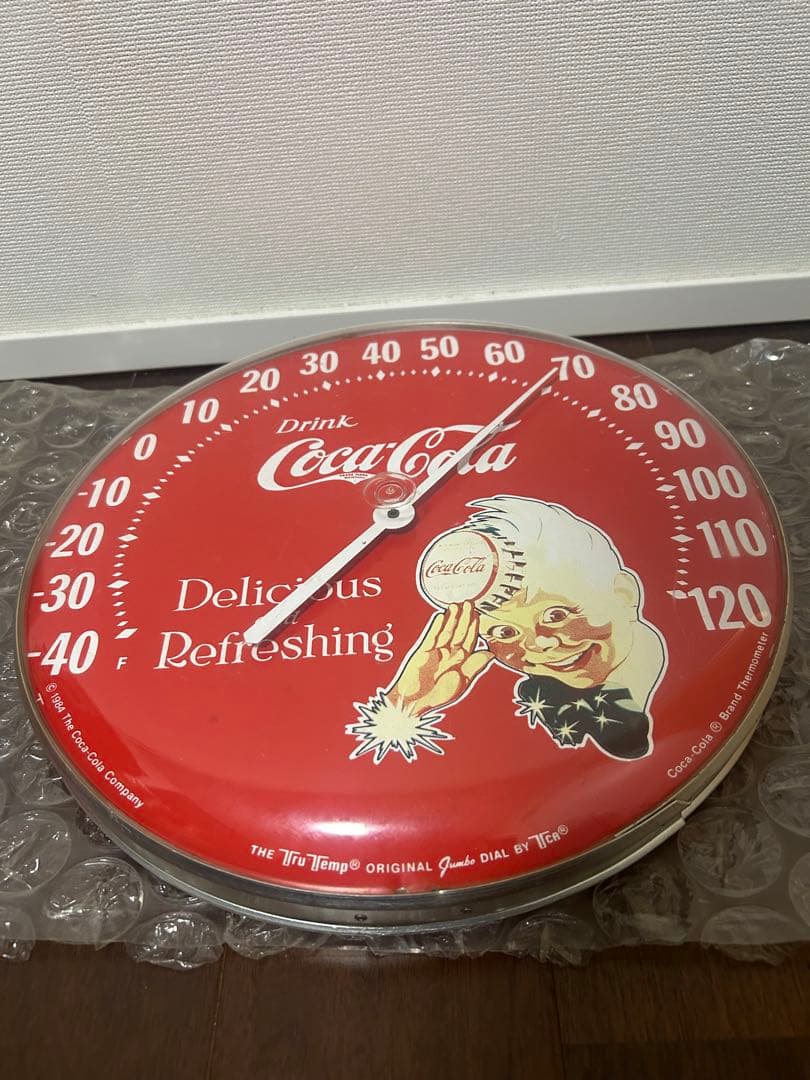 -40
-30
-20
-10
0
10
20
30
40
50
60
70
80
90
100
110
120
F
Drink
Coca-Cola
Delicious
Refreshing
Coca-Cola
© 1984 The Coca-Cola Company
THE Tru Temp® ORIGINAL Jumbo DIAL BY Tca®
Coca-Cola ® Brand Thermometer